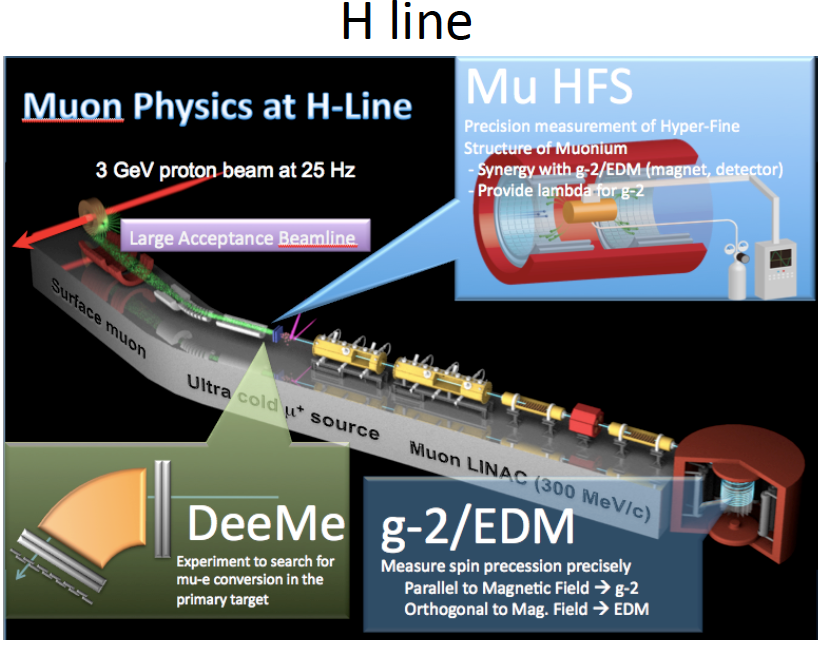 H line
Muon Physics at H-Line
3 GeV proton beam at 25 Hz
Large Acceptance Beamline
Mu HFS
Precision measurement of Hyper-Fine
Structure of Muonium
- Synergy with g-2/EDM (magnet, detector)
- Provide lambda for g-2
Surface muon
Ultra cold μ+ source
Muon LINAC (300 MeV/c)
DeeMe
Experiment to search for
mu-e conversion in the
primary target
g-2/EDM
Measure spin precession precisely
Parallel to Magnetic Field → g-2
Orthogonal to Mag. Field → EDM